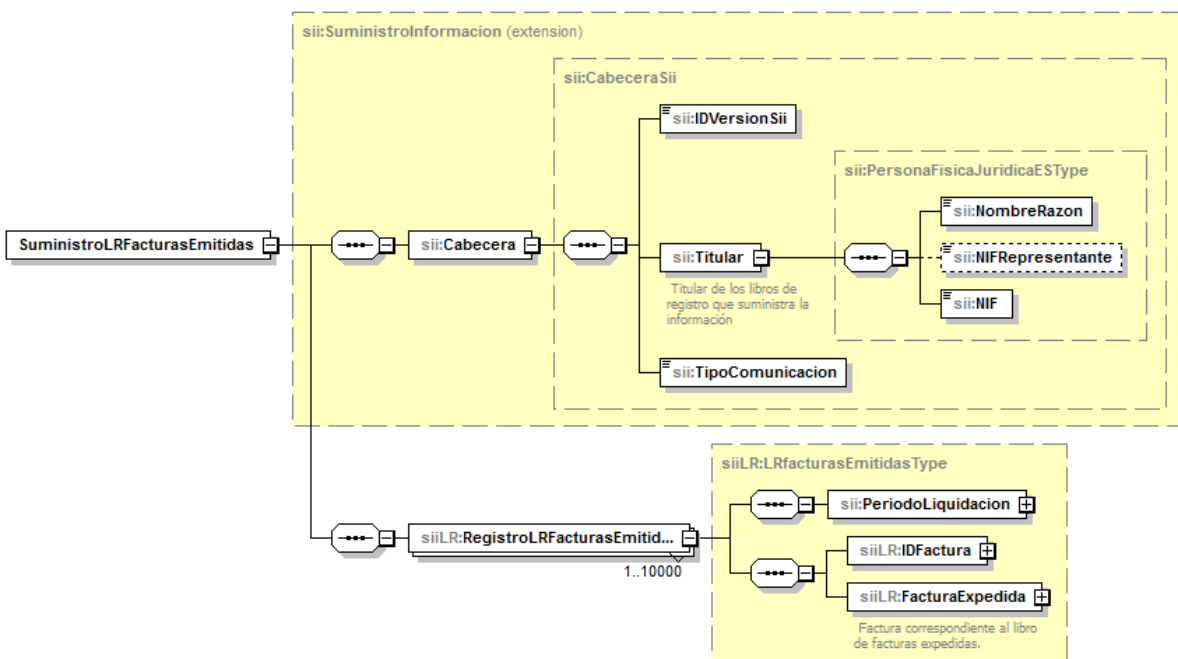 sii:SuministroInformacion (extension)
sii:CabeceraSii
sii:IDVersionSii
sii:PersonaFisicaJuridicaESType
sii:NombreRazon
SuministroLRFacturasEmitidas
sii:Cabecera
sii:Titular
sii:NIFRepresentante
Titular de los libros de
registro que suministra la
información
sii:NIF
sii:TipoComunicacion
siiLR:LRfacturasEmitidasType
sii:PeriodoLiquidacion
siiLR:RegistroLRFacturasEmitid...
1..10000
siiLR:IDFactura
siiLR:FacturaExpedida
Factura correspondiente al libro
de facturas expedidas.